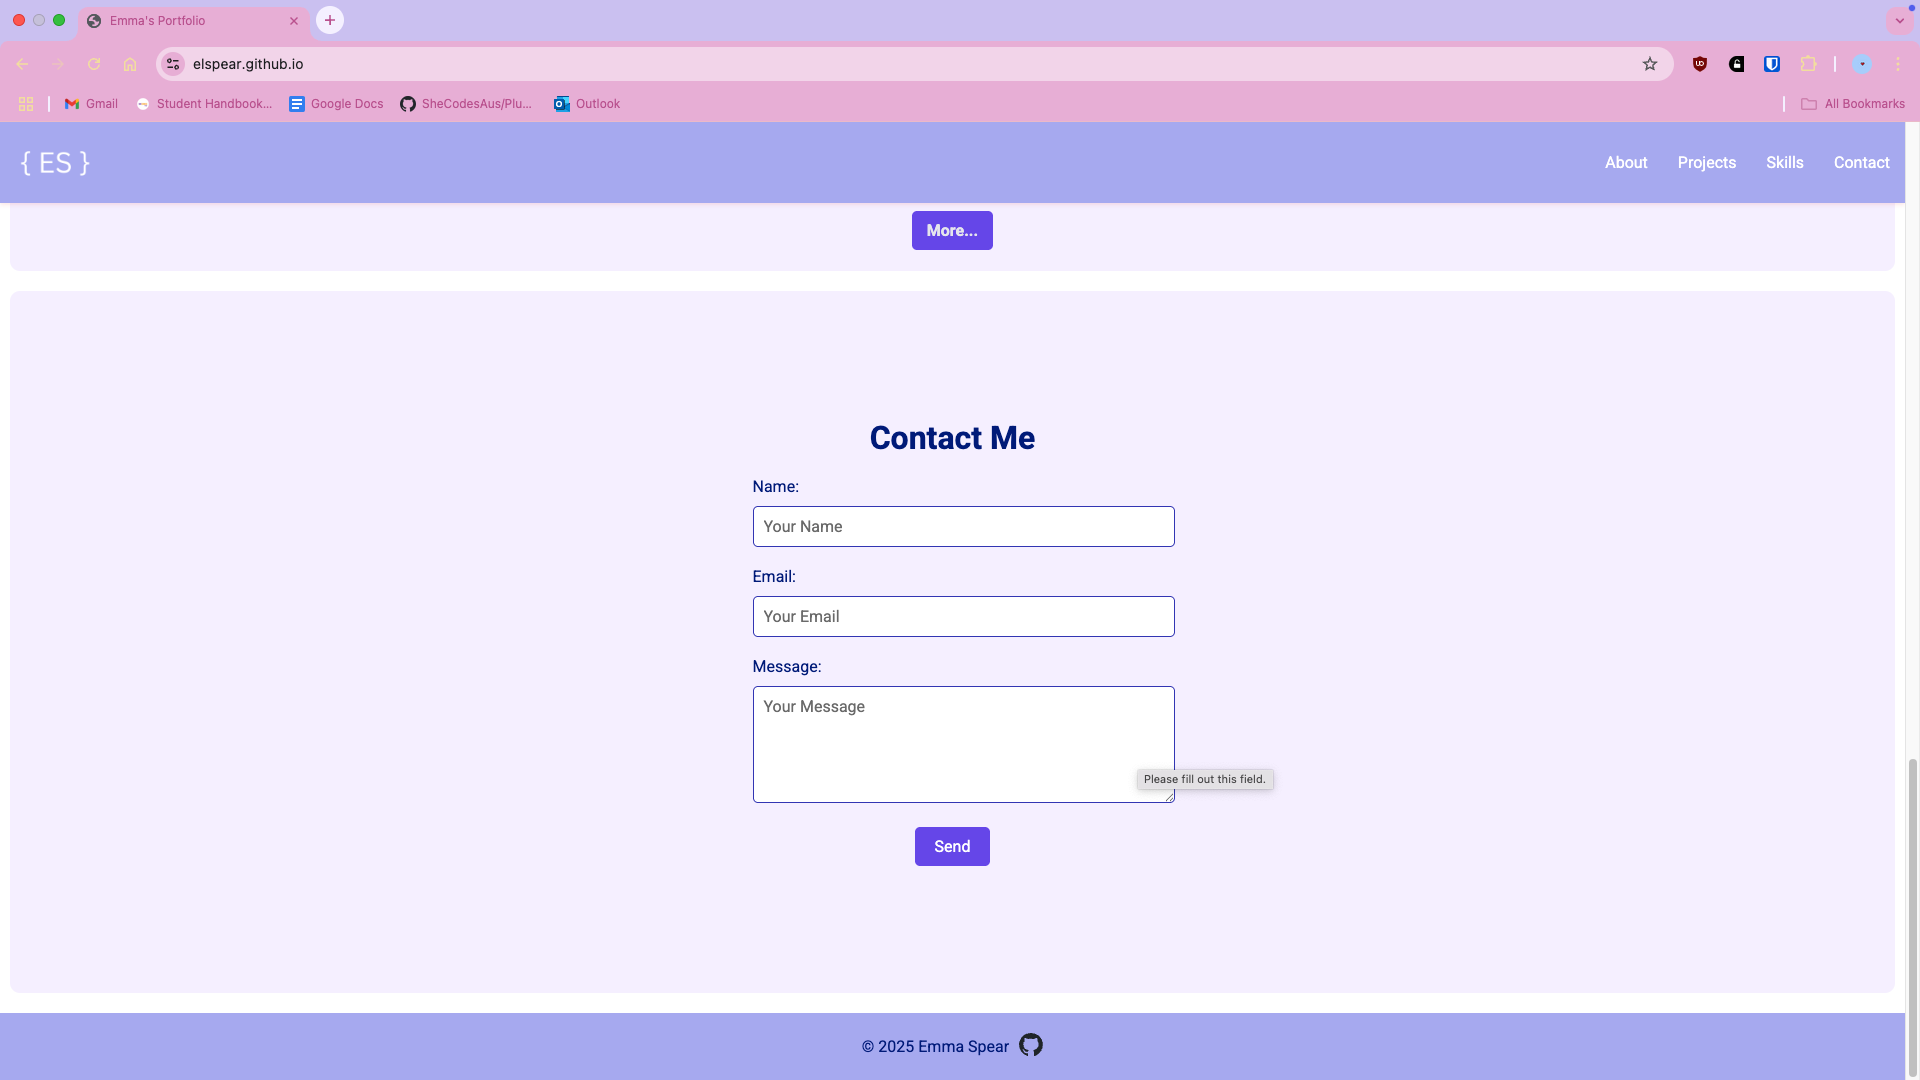 Emma's Portfolio
elspear.github.io
Gmail Student Handbook... Google Docs SheCodesAus/Plu... Outlook All Bookmarks
{ ES } About Projects Skills Contact
More...
Contact Me
Name:
Your Name
Email:
Your Email
Message:
Your Message
Please fill out this field.
Send
© 2025 Emma Spear